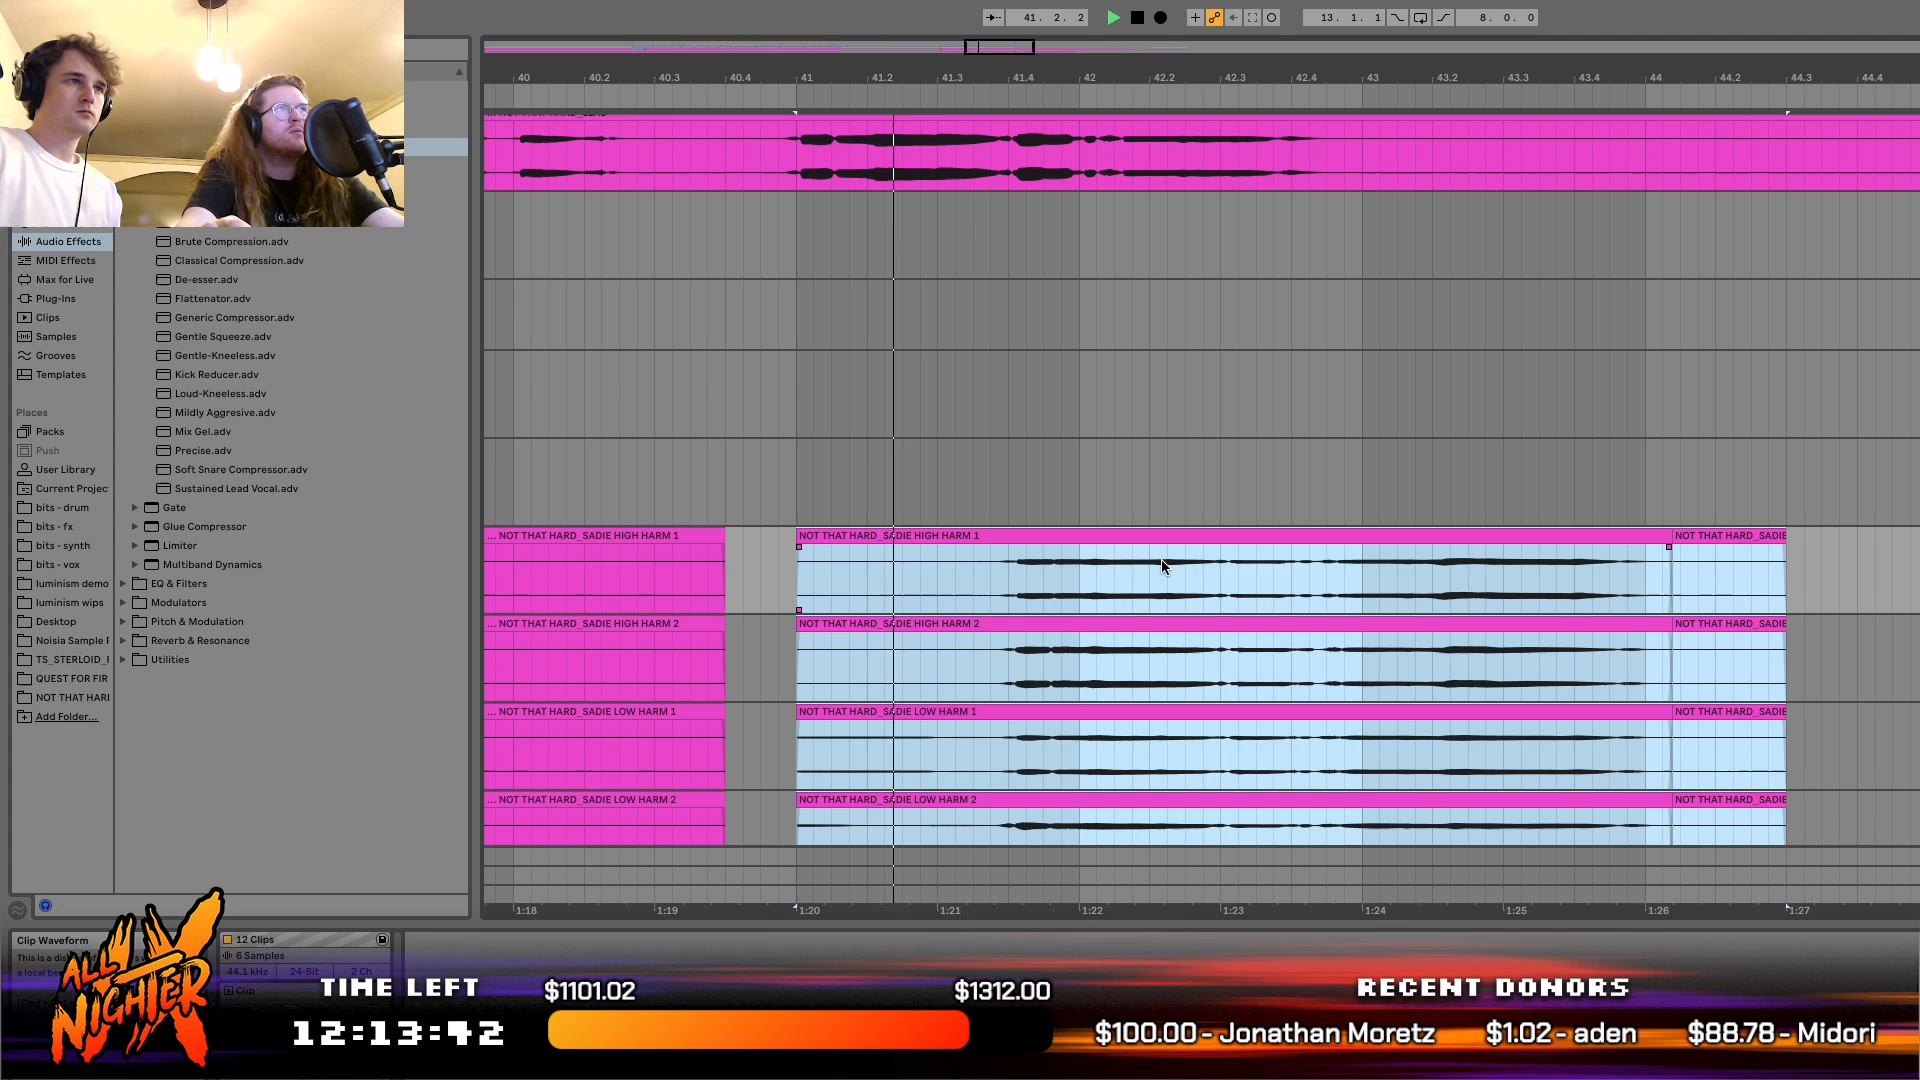 41. 2. 2
13. 1. 1
8. 0. 0
40 40.2 40.3 40.4 41 41.2 41.3 41.4 42 42.2 42.3 42.4 43 43.2 43.3 43.4 44 44.2 44.3 44.4
Audio Effects
MIDI Effects
Max for Live
Plug-Ins
Clips
Samples
Grooves
Templates
Places
Packs
Push
User Library
Current Projec
bits - drum
bits - fx
bits - synth
bits - vox
luminism demo
luminism wips
Desktop
Noisia Sample F
TS_STERLOID_F
QUEST FOR FIR
NOT THAT HARI
Add Folder...
Brute Compression.adv
Classical Compression.adv
De-esser.adv
Flattenator.adv
Generic Compressor.adv
Gentle Squeeze.adv
Gentle-Kneeless.adv
Kick Reducer.adv
Loud-Kneeless.adv
Mildly Aggresive.adv
Mix Gel.adv
Precise.adv
Soft Snare Compressor.adv
Sustained Lead Vocal.adv
Gate
Glue Compressor
Limiter
Multiband Dynamics
EQ & Filters
Modulators
Pitch & Modulation
Reverb & Resonance
Utilities
... NOT THAT HARD_SADIE HIGH HARM 1 NOT THAT HARD_SADIE HIGH HARM 1 NOT THAT HARD_SADIE
... NOT THAT HARD_SADIE HIGH HARM 2 NOT THAT HARD_SADIE HIGH HARM 2 NOT THAT HARD_SADIE
... NOT THAT HARD_SADIE LOW HARM 1 NOT THAT HARD_SADIE LOW HARM 1 NOT THAT HARD_SADIE
... NOT THAT HARD_SADIE LOW HARM 2 NOT THAT HARD_SADIE LOW HARM 2 NOT THAT HARD_SADIE
1:18 1:19 1:20 1:21 1:22 1:23 1:24 1:25 1:26 1:27
Clip Waveform
This is a
a local
12 Clips
6 Samples
44.1 kHz 24-Bit 2 Ch
Clip
ALL
NIGHTER
TIME LEFT
12:13:42
$1101.02 $1312.00
RECENT DONORS
$100.00 - Jonathan Moretz $1.02 - aden $88.78 - Midori